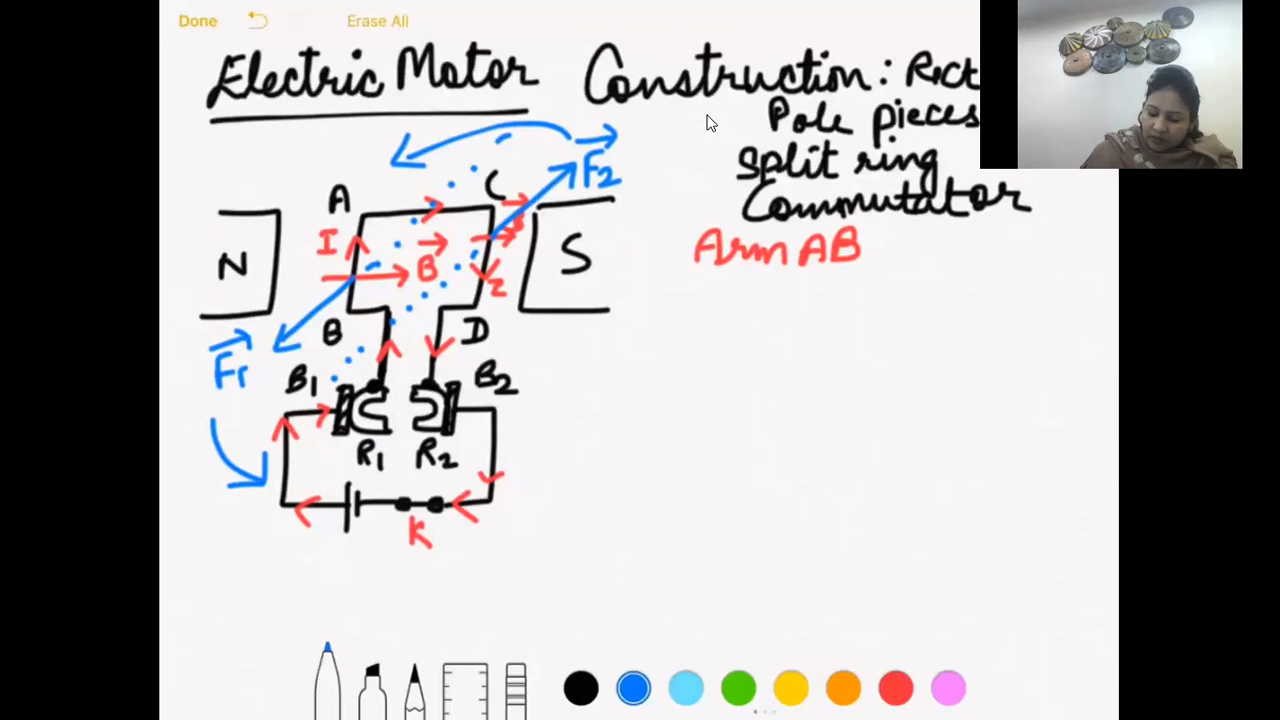 Done
Erase All
Electric Motor
Construction : Rect
Pole pieces
Split ring
Commutator
Arm AB
F2
A
C
N
I
B
B
I
S
B
D
F1
B1
B2
R1
R2
K